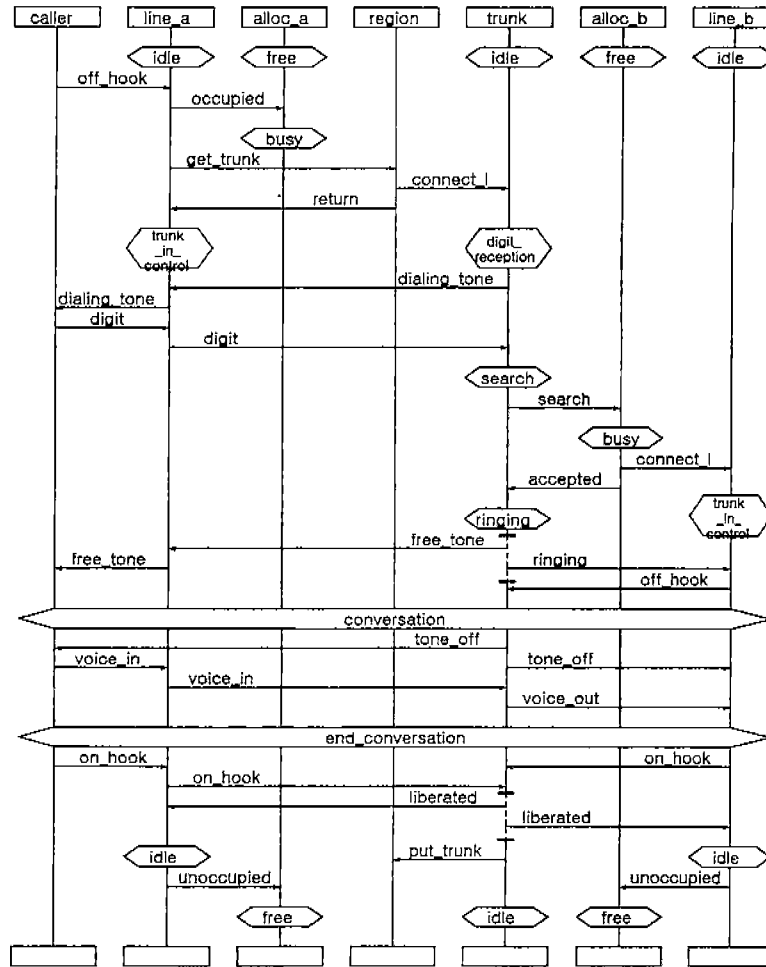 caller line_a alloc_a region trunk alloc_b line_b
idle free idle free idle
off_hook
occupied
busy
get_trunk
connect_l
return
trunk
_in_
control
digit_
reception
dialing_tone
dialing_tone
digit
digit
search
search
busy
connect_l
accepted
ringing
trunk
_in_
control
free_tone
free_tone
ringing
off_hook
conversation
tone_off
voice_in
tone_off
voice_in
voice_out
end_conversation
on_hook
on_hook
on_hook
liberated
liberated
idle
put_trunk
idle
unoccupied
unoccupied
free idle free